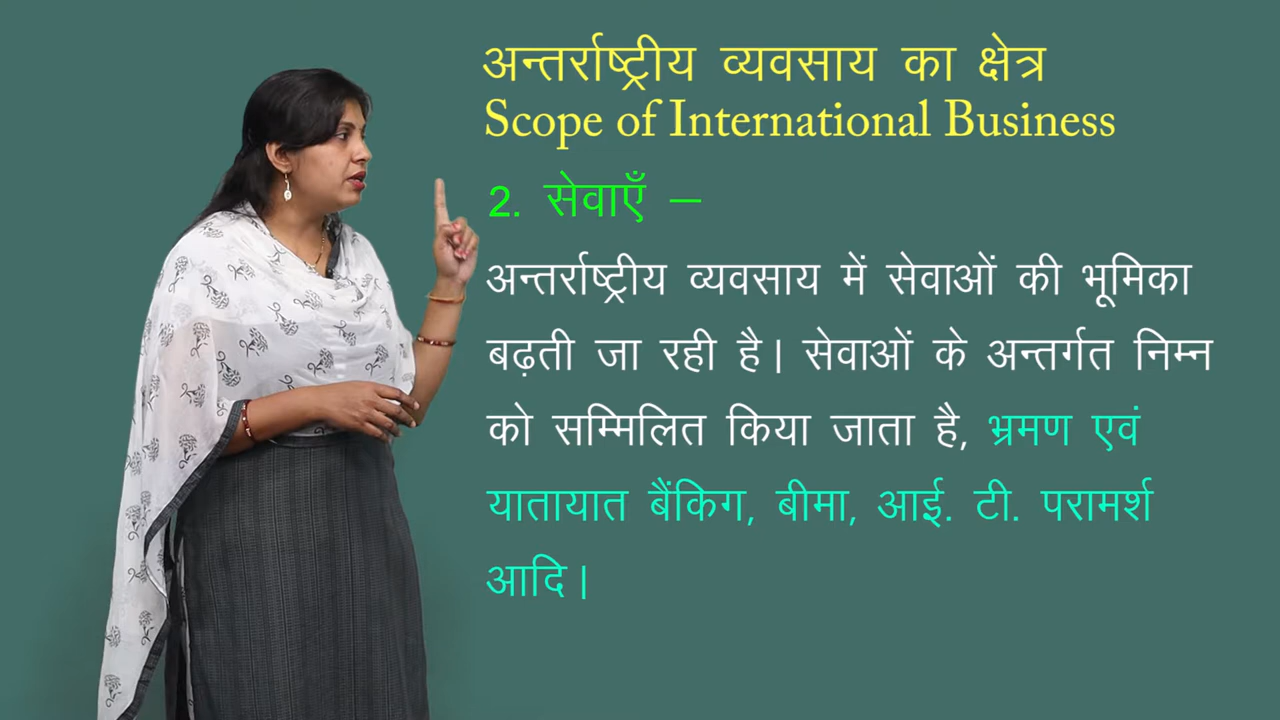 अन्तर्राष्ट्रीय व्यवसाय का क्षेत्र
Scope of International Business
2. सेवाएँ –
अन्तर्राष्ट्रीय व्यवसाय में सेवाओं की भूमिका
बढ़ती जा रही है। सेवाओं के अन्तर्गत निम्न
को सम्मिलित किया जाता है, भ्रमण एवं
यातायात बैंकिग, बीमा, आई. टी. परामर्श
आदि।